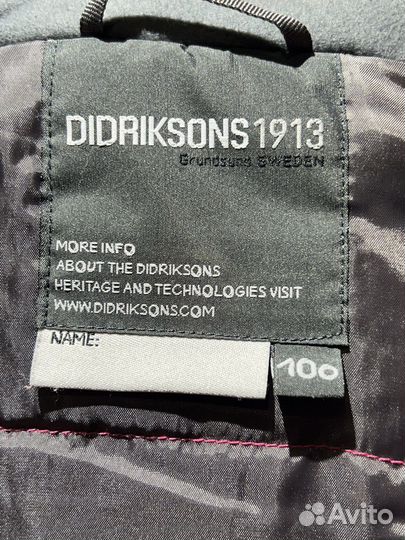 DIDRIKSONS1913
Grundsund SWEDEN
MORE INFO
ABOUT THE DIDRIKSONS
HERITAGE AND TECHNOLOGIES VISIT
WWW.DIDRIKSONS.COM
NAME:
100
Avito